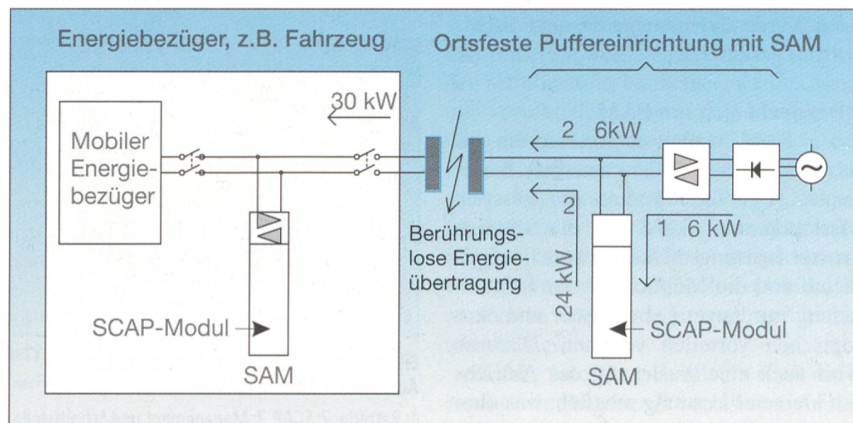 Energiebezüger, z.B. Fahrzeug
Ortsfeste Puffereinrichtung mit SAM
30 kW
Mobiler
Energie-
bezüger
2 6kW
2
6 kW
24 kW
Berührungs-
lose Energie-
übertragung
SCAP-Modul
SAM
SCAP-Modul
SAM